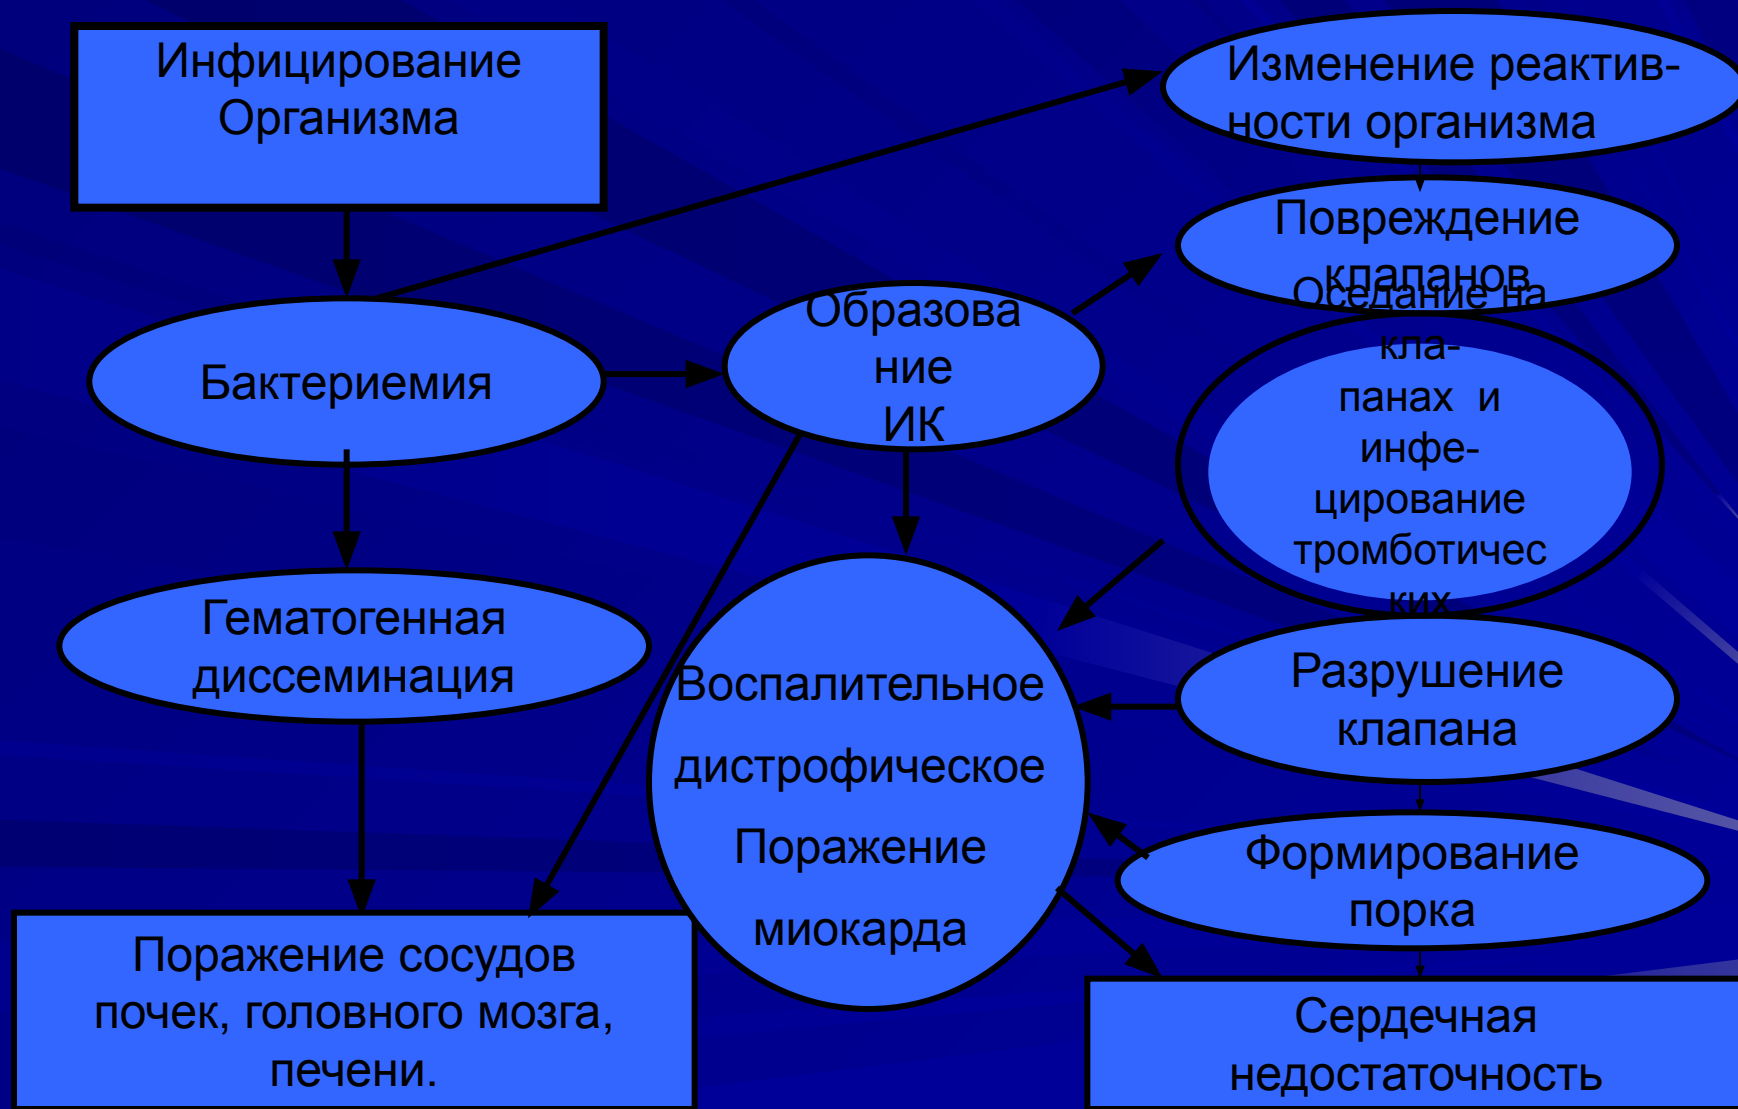 Инфицирование
Организма
Изменение реактив-
ности организма
Повреждение
клапанов
Оседание на
кла-
панах и
инфе-
цирование
тромботичес
ких
Образова
ние
ИК
Бактериемия
Гематогенная
диссеминация
Воспалительное
дистрофическое
Поражение
миокарда
Разрушение
клапана
Формирование
порка
Поражение сосудов
почек, головного мозга,
печени.
Сердечная
недостаточность